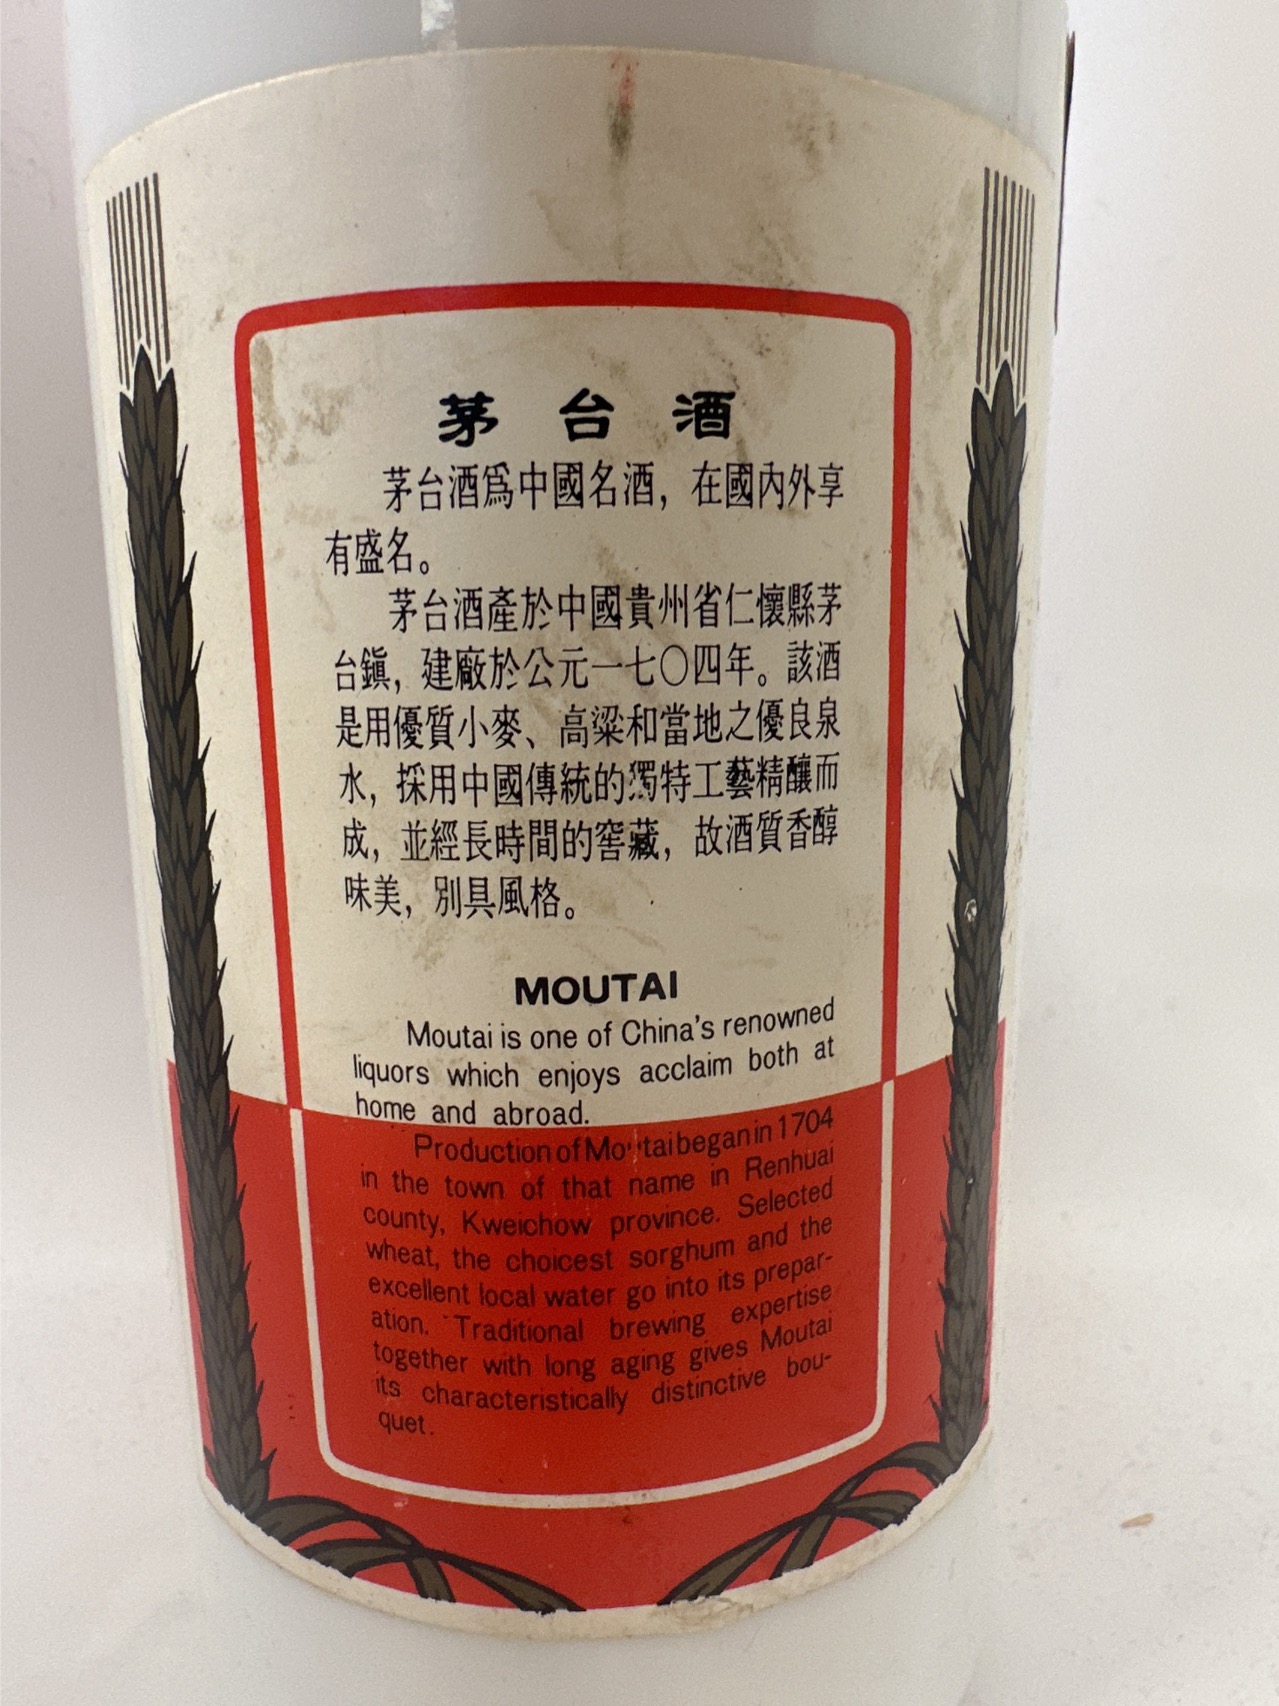 茅台酒
茅台酒爲中國名酒，在國內外享
有盛名。
茅台酒產於中國貴州省仁懷縣茅
台鎭，建廠於公元一七〇四年。該酒
是用優質小麥、高粱和當地之優良泉
水，採用中國傳統的獨特工藝精釀而
成，並經長時間的窖藏，故酒質香醇
味美，別具風格。
MOUTAI
Moutai is one of China's renowned
liquors which enjoys acclaim both at
home and abroad.
Production of Moutai began in 1704
in the town of that name in Renhuai
county, Kweichow province. Selected
wheat, the choicest sorghum and the
excellent local water go into its prepar-
ation. Traditional brewing expertise
together with long aging gives Moutai
its characteristically distinctive bou-
quet.